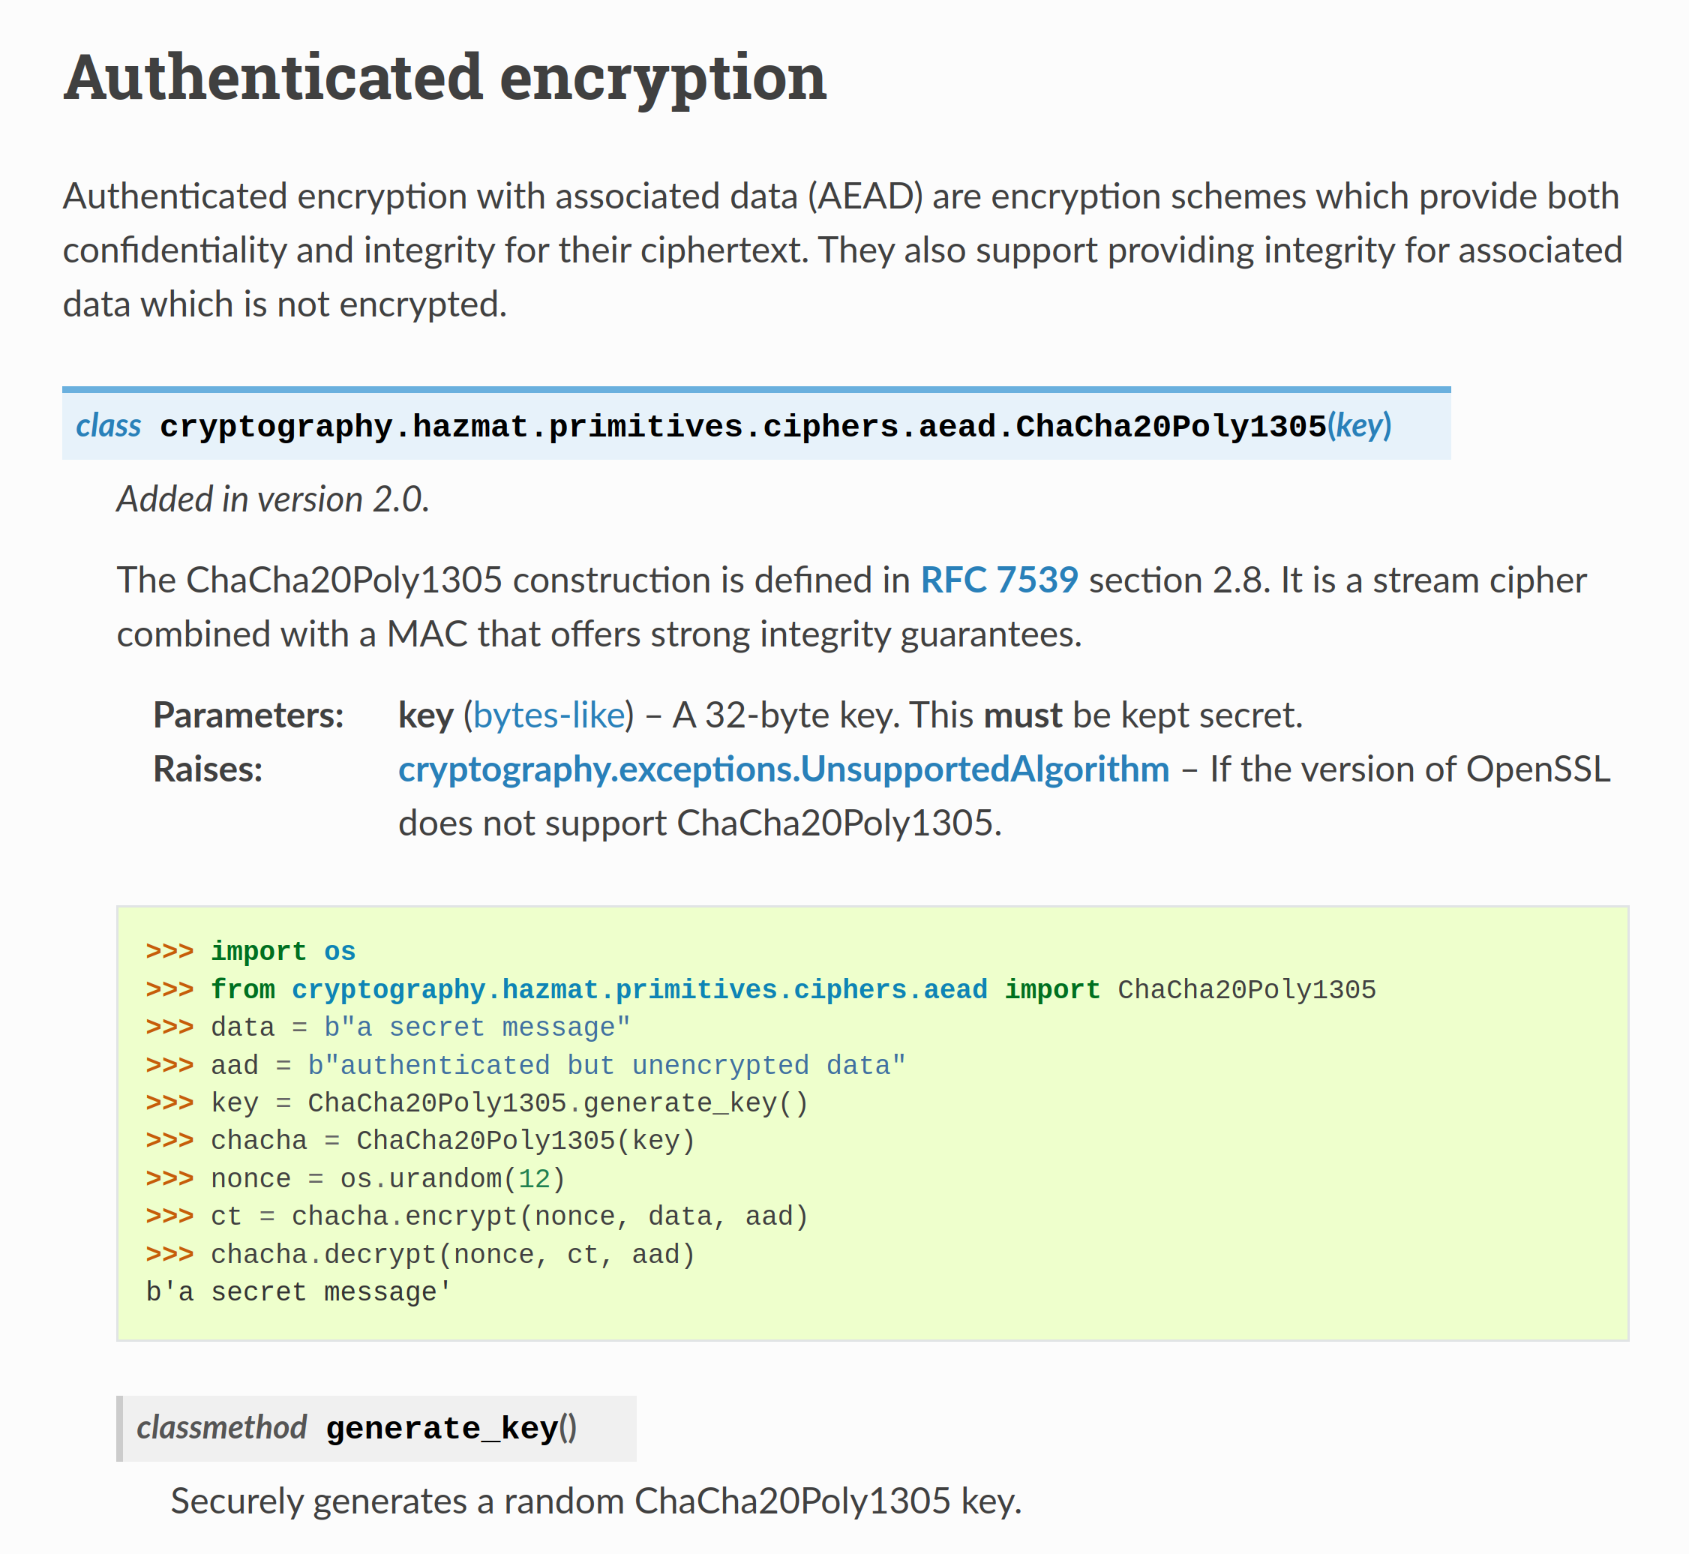 Authenticated encryption
Authenticated encryption with associated data (AEAD) are encryption schemes which provide both
confidentiality and integrity for their ciphertext. They also support providing integrity for associated
data which is not encrypted.
class cryptography.hazmat.primitives.ciphers.aead.ChaCha20Poly1305(key)
Added in version 2.0.
The ChaCha20Poly1305 construction is defined in RFC 7539 section 2.8. It is a stream cipher
combined with a MAC that offers strong integrity guarantees.
Parameters: key (bytes-like) – A 32-byte key. This must be kept secret.
Raises: cryptography.exceptions.UnsupportedAlgorithm – If the version of OpenSSL
does not support ChaCha20Poly1305.
>>> import os
>>> from cryptography.hazmat.primitives.ciphers.aead import ChaCha20Poly1305
>>> data = b"a secret message"
>>> aad = b"authenticated but unencrypted data"
>>> key = ChaCha20Poly1305.generate_key()
>>> chacha = ChaCha20Poly1305(key)
>>> nonce = os.urandom(12)
>>> ct = chacha.encrypt(nonce, data, aad)
>>> chacha.decrypt(nonce, ct, aad)
b'a secret message'
classmethod generate_key()
Securely generates a random ChaCha20Poly1305 key.